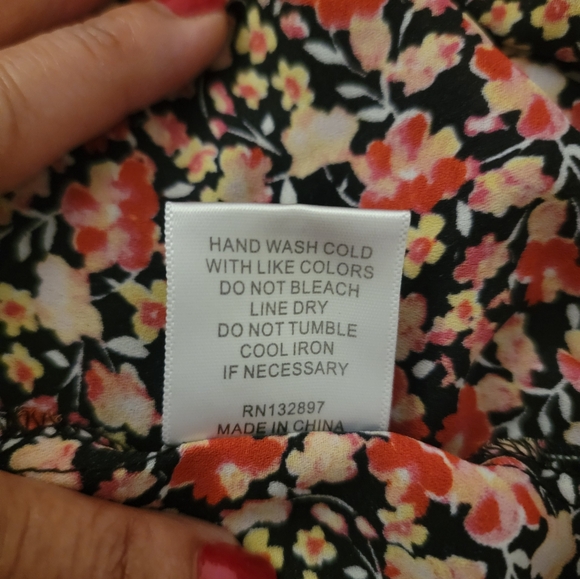 HAND WASH COLD
WITH LIKE COLORS
DO NOT BLEACH
LINE DRY
DO NOT TUMBLE
COOL IRON
IF NECESSARY
RN132897
MADE IN CHINA